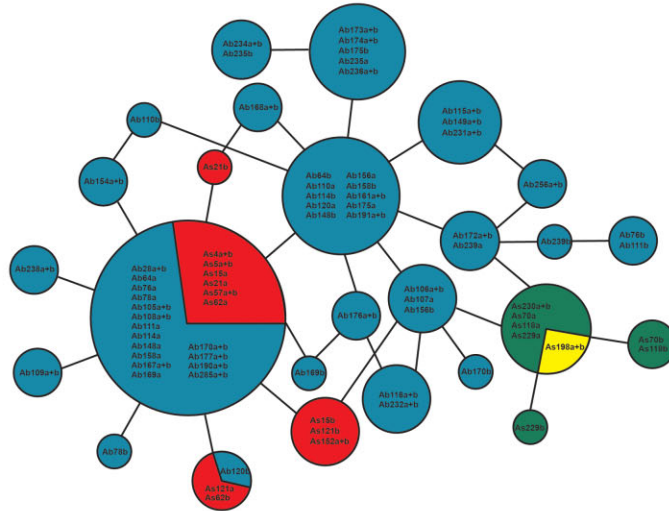 Ab234a+b
Ab235b
Ab173a+b
Ab174a+b
Ab175b
Ab235a
Ab236a+b
Ab110b
Ab168a+b
Ab115a+b
Ab149a+b
Ab231a+b
Ab154a+b
As21b
Ab64b Ab156a
Ab110a Ab158b
Ab114b Ab161a+b
Ab120a Ab175a
Ab148b Ab191a+b
Ab256a+b
Ab172a+b
Ab239a
Ab239b
Ab76b
Ab111b
Ab238a+b
As4a+b
As5a+b
As15a
As21a
As57a+b
As62a
Ab28a+b
Ab64a
Ab76a
Ab78a
Ab105a+b
Ab108a+b
Ab111a
Ab114a
Ab148a
Ab158a
Ab167a+b
Ab169a
Ab170a+b
Ab177a+b
Ab190a+b
Ab285a+b
Ab106a+b
Ab107a
Ab156b
Ab176a+b
As230a+b
As70a
As118a
As229a
As198a+b
As70b
As118b
Ab109a+b
Ab169b
Ab170b
Ab116a+b
Ab232a+b
As15b
As121b
As182a+b
As229b
Ab78b
Ab120b
As121a
As62b